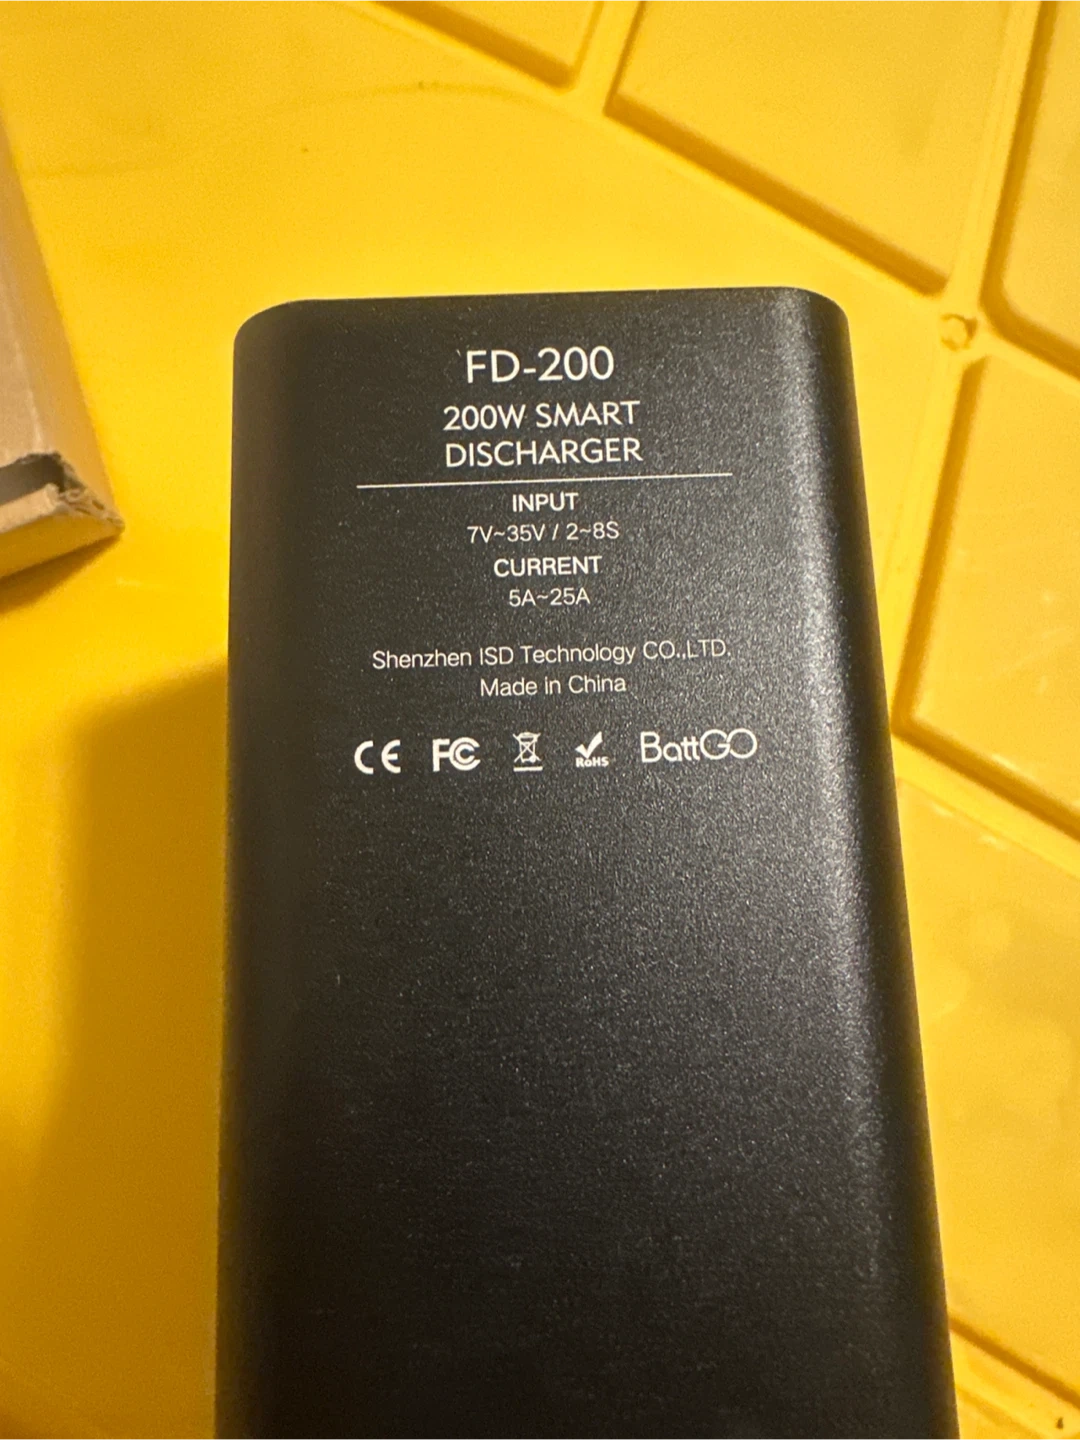 FD-200
200W SMART
DISCHARGER
INPUT
7V~35V / 2~8S
CURRENT
5A~25A
Shenzhen ISD Technology CO.,LTD.
Made in China
CE FC RoHS BattGO